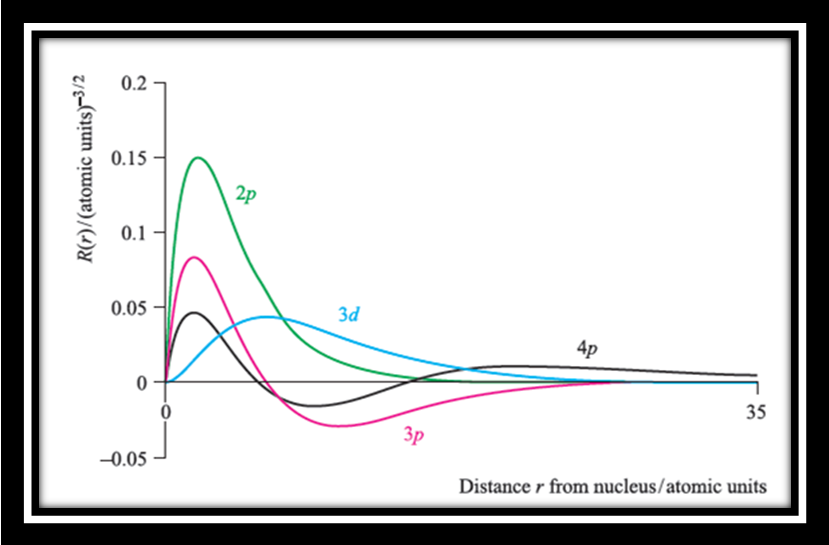 R(r)/(atomic units)–3/2
0.2
0.15
0.1
0.05
0
–0.05
2p
3d
4p
3p
0
35
Distance r from nucleus/atomic units